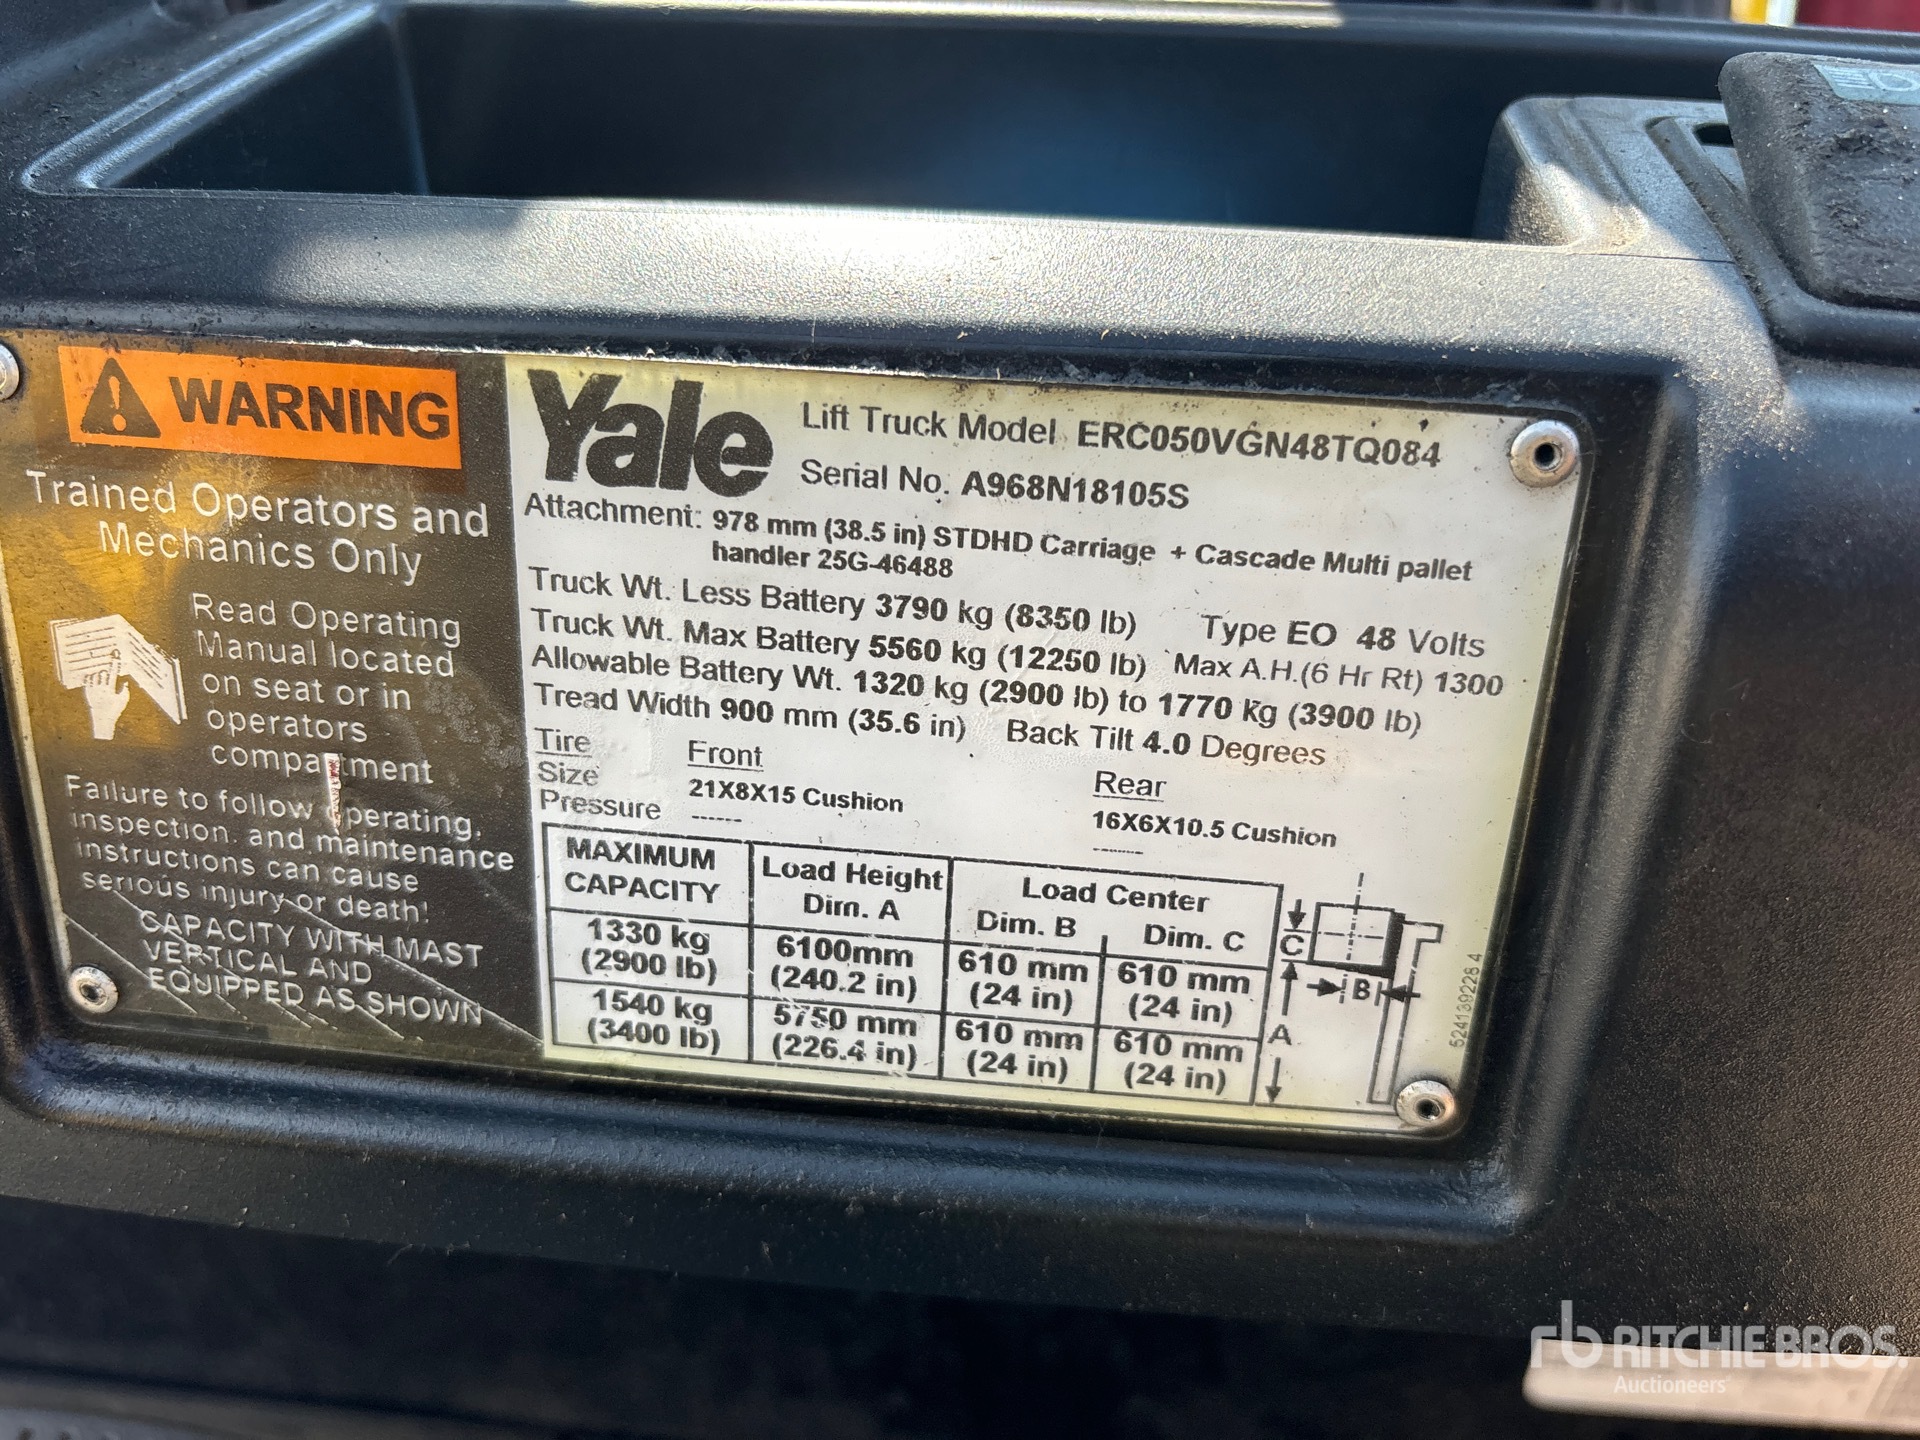 WARNING
Trained Operators and
Mechanics Only
Read Operating
Manual located
on seat or in
operators
compartment
Failure to follow operating,
inspection, and maintenance
instructions can cause
serious injury or death!
CAPACITY WITH MAST
VERTICAL AND
EQUIPPED AS SHOWN
Yale
Lift Truck Model ERC050VGN48TQ084
Serial No. A968N18105S
Attachment: 978 mm (38.5 in) STDHD Carriage + Cascade Multi pallet
handler 25G-46488
Truck Wt. Less Battery 3790 kg (8350 lb) Type EO 48 Volts
Truck Wt. Max Battery 5560 kg (12250 lb) Max A.H.(6 Hr Rt) 1300
Allowable Battery Wt. 1320 kg (2900 lb) to 1770 Kg (3900 lb)
Tread Width 900 mm (35.6 in) Back Tilt 4.0 Degrees
Tire Front Rear
Size 21X8X15 Cushion 16X6X10.5 Cushion
Pressure ------ ------
MAXIMUM CAPACITY Load Height Dim. A Load Center
Dim. B Dim. C
1330 kg 6100mm 610 mm 610 mm
(2900 lb) (240.2 in) (24 in) (24 in)
1540 kg 5750 mm 610 mm 610 mm
(3400 lb) (226.4 in) (24 in) (24 in)
C
B
A
524139226 4
rb RITCHIE BROS.
Auctioneers